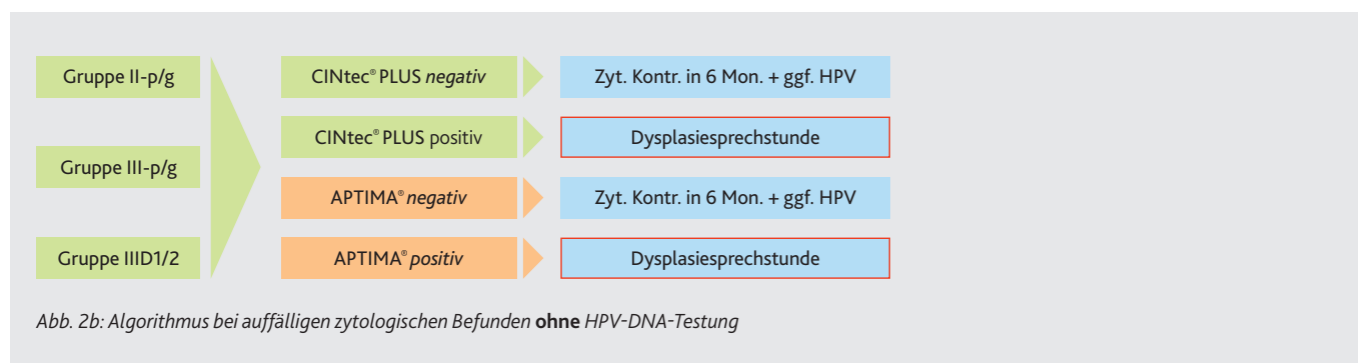 Gruppe II-p/g
CINtec® PLUS negativ
Zyt. Kontr. in 6 Mon. + ggf. HPV
CINtec® PLUS positiv
Dysplasiesprechstunde
Gruppe III-p/g
APTIMA® negativ
Zyt. Kontr. in 6 Mon. + ggf. HPV
Gruppe IIID1/2
APTIMA® positiv
Dysplasiesprechstunde
Abb. 2b: Algorithmus bei auffälligen zytologischen Befunden ohne HPV-DNA-Testung